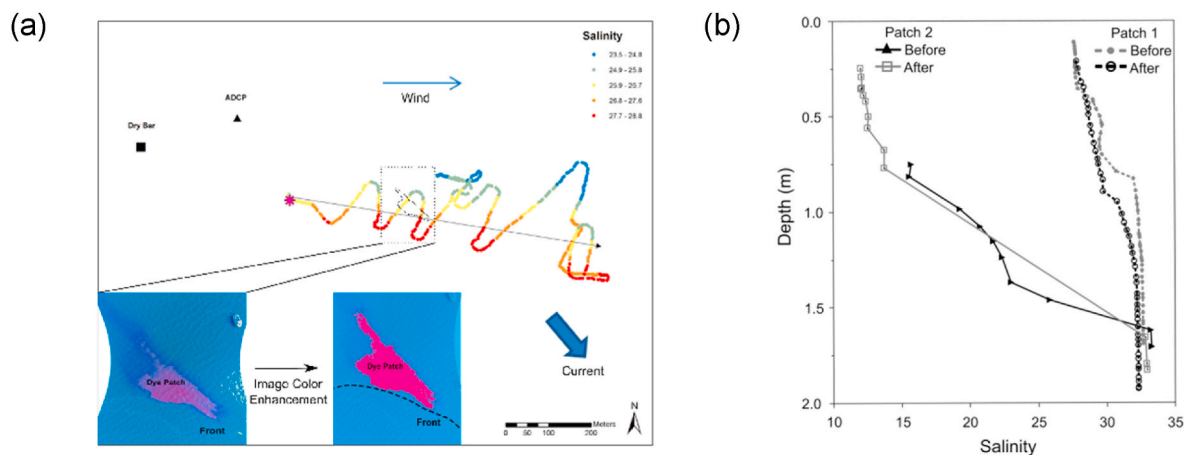 (a)
Salinity
23.5 - 24.8
24.9 - 25.8
25.9 - 26.7
26.8 - 27.6
27.7 - 28.8
Wind
ADCP
Dry Bar
Dye Patch
Front
Image Color
Enhancement
Dye Patch
Front
Current
N
Meters
0 50 100 200
(b)
Patch 2
Before
After
Patch 1
Before
After
0.0
0.5
1.0
1.5
2.0
Depth (m)
10 15 20 25 30 35
Salinity